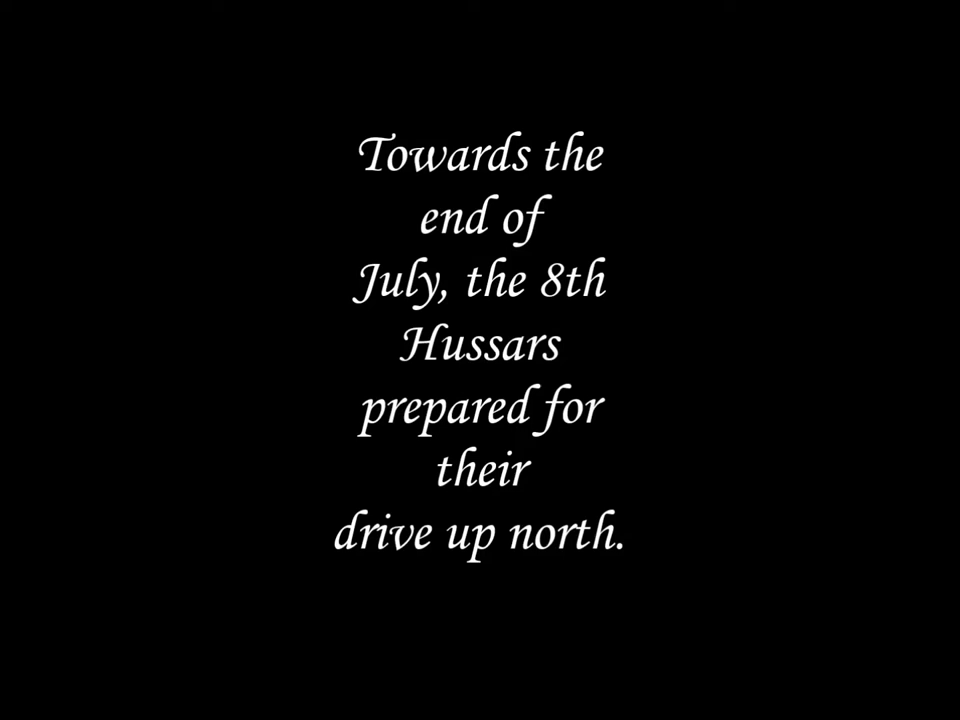 Towards the
end of
July, the 8th
Hussars
prepared for
their
drive up north.